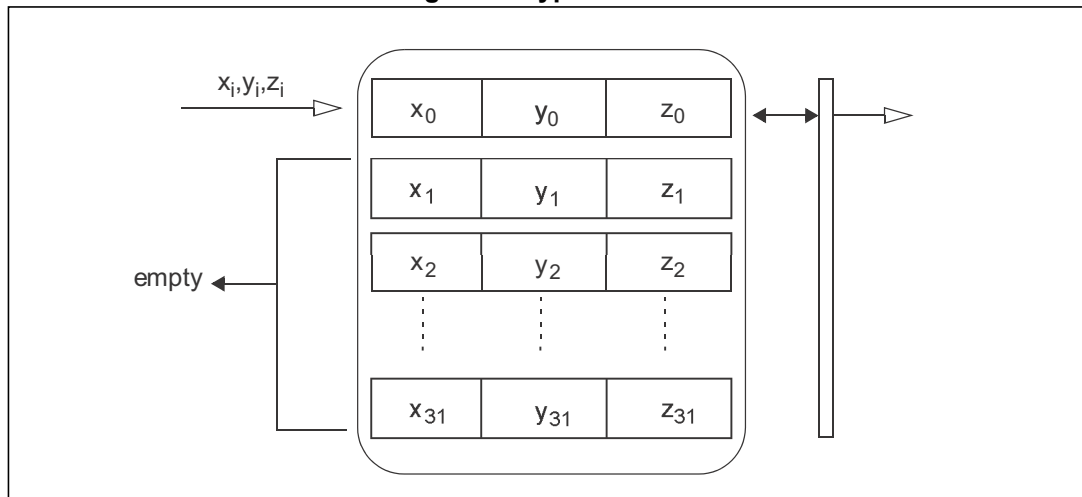 xi,yi,zi
x0 y0 z0
x1 y1 z1
x2 y2 z2
empty
x31 y31 z31